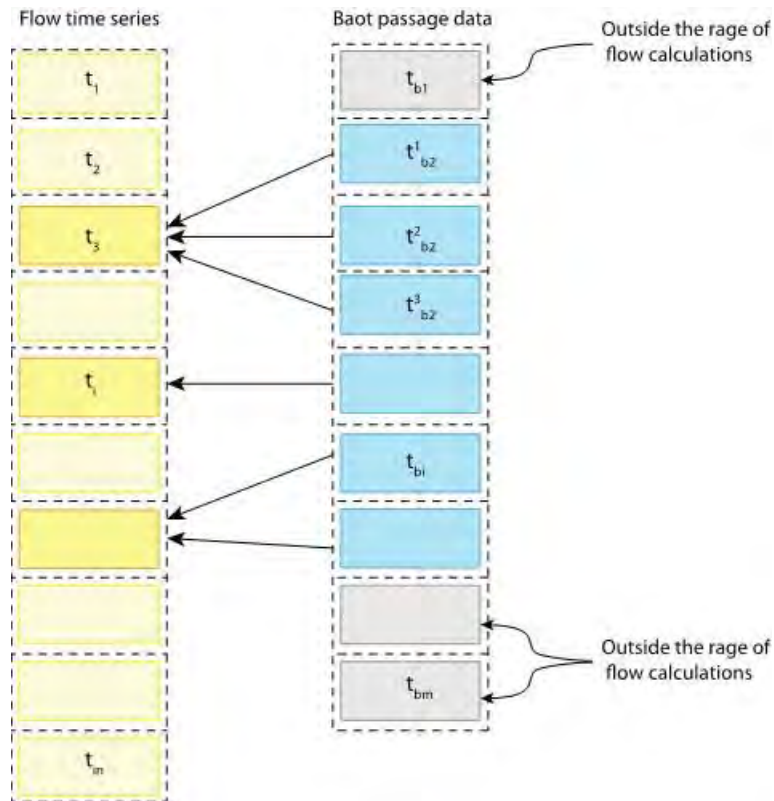 Flow time series
Baot passage data
Outside the rage of
flow calculations
t1
tb1
t2
t1b2
t3
t2b2
t3b2
ti
tbi
Outside the rage of
flow calculations
tbm
tm